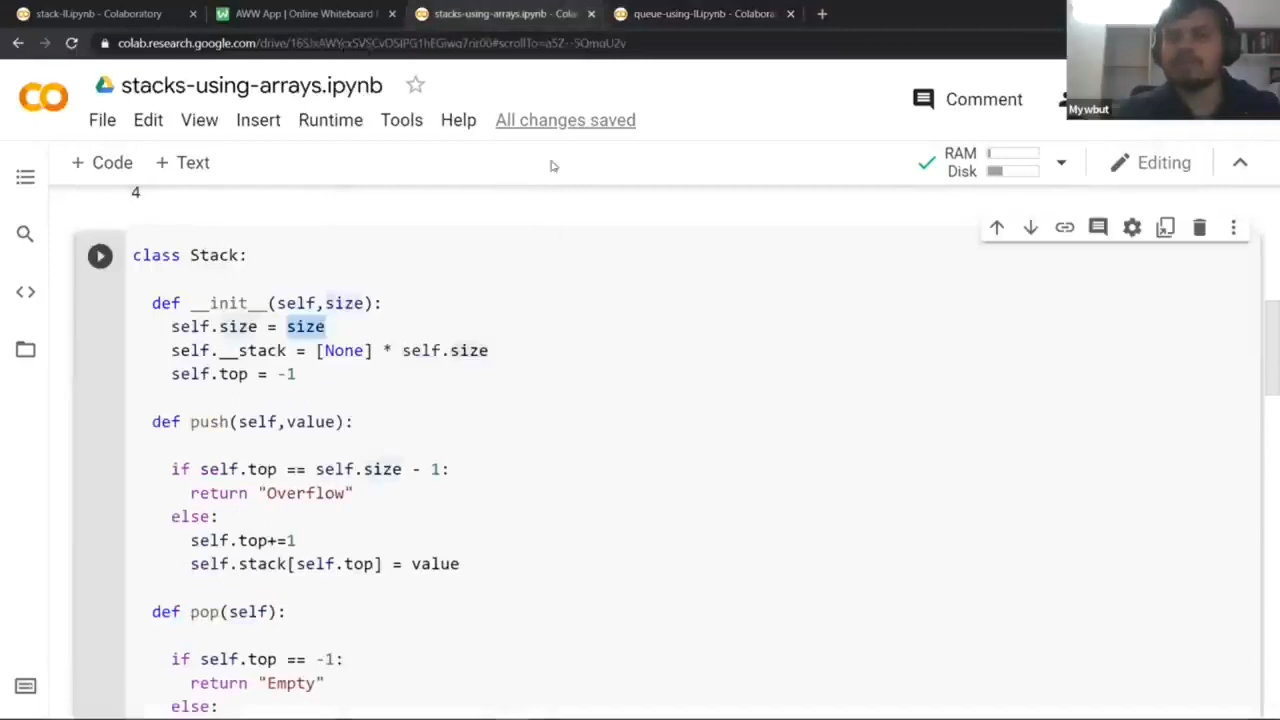 stack-ll.ipynb - Colaboratory
AWW App | Online Whiteboard
stacks-using-arrays.ipynb - Cola
queue-using-ll.ipynb - Colabora
stacks-using-arrays.ipynb
Comment
Mywbut
File Edit View Insert Runtime Tools Help All changes saved
+ Code + Text
RAM
Disk
Editing
4
class Stack:
def __init__(self,size):
self.size = size
self.__stack = [None] * self.size
self.top = -1
def push(self,value):
if self.top == self.size - 1:
return "Overflow"
else:
self.top+=1
self.stack[self.top] = value
def pop(self):
if self.top == -1:
return "Empty"
else: